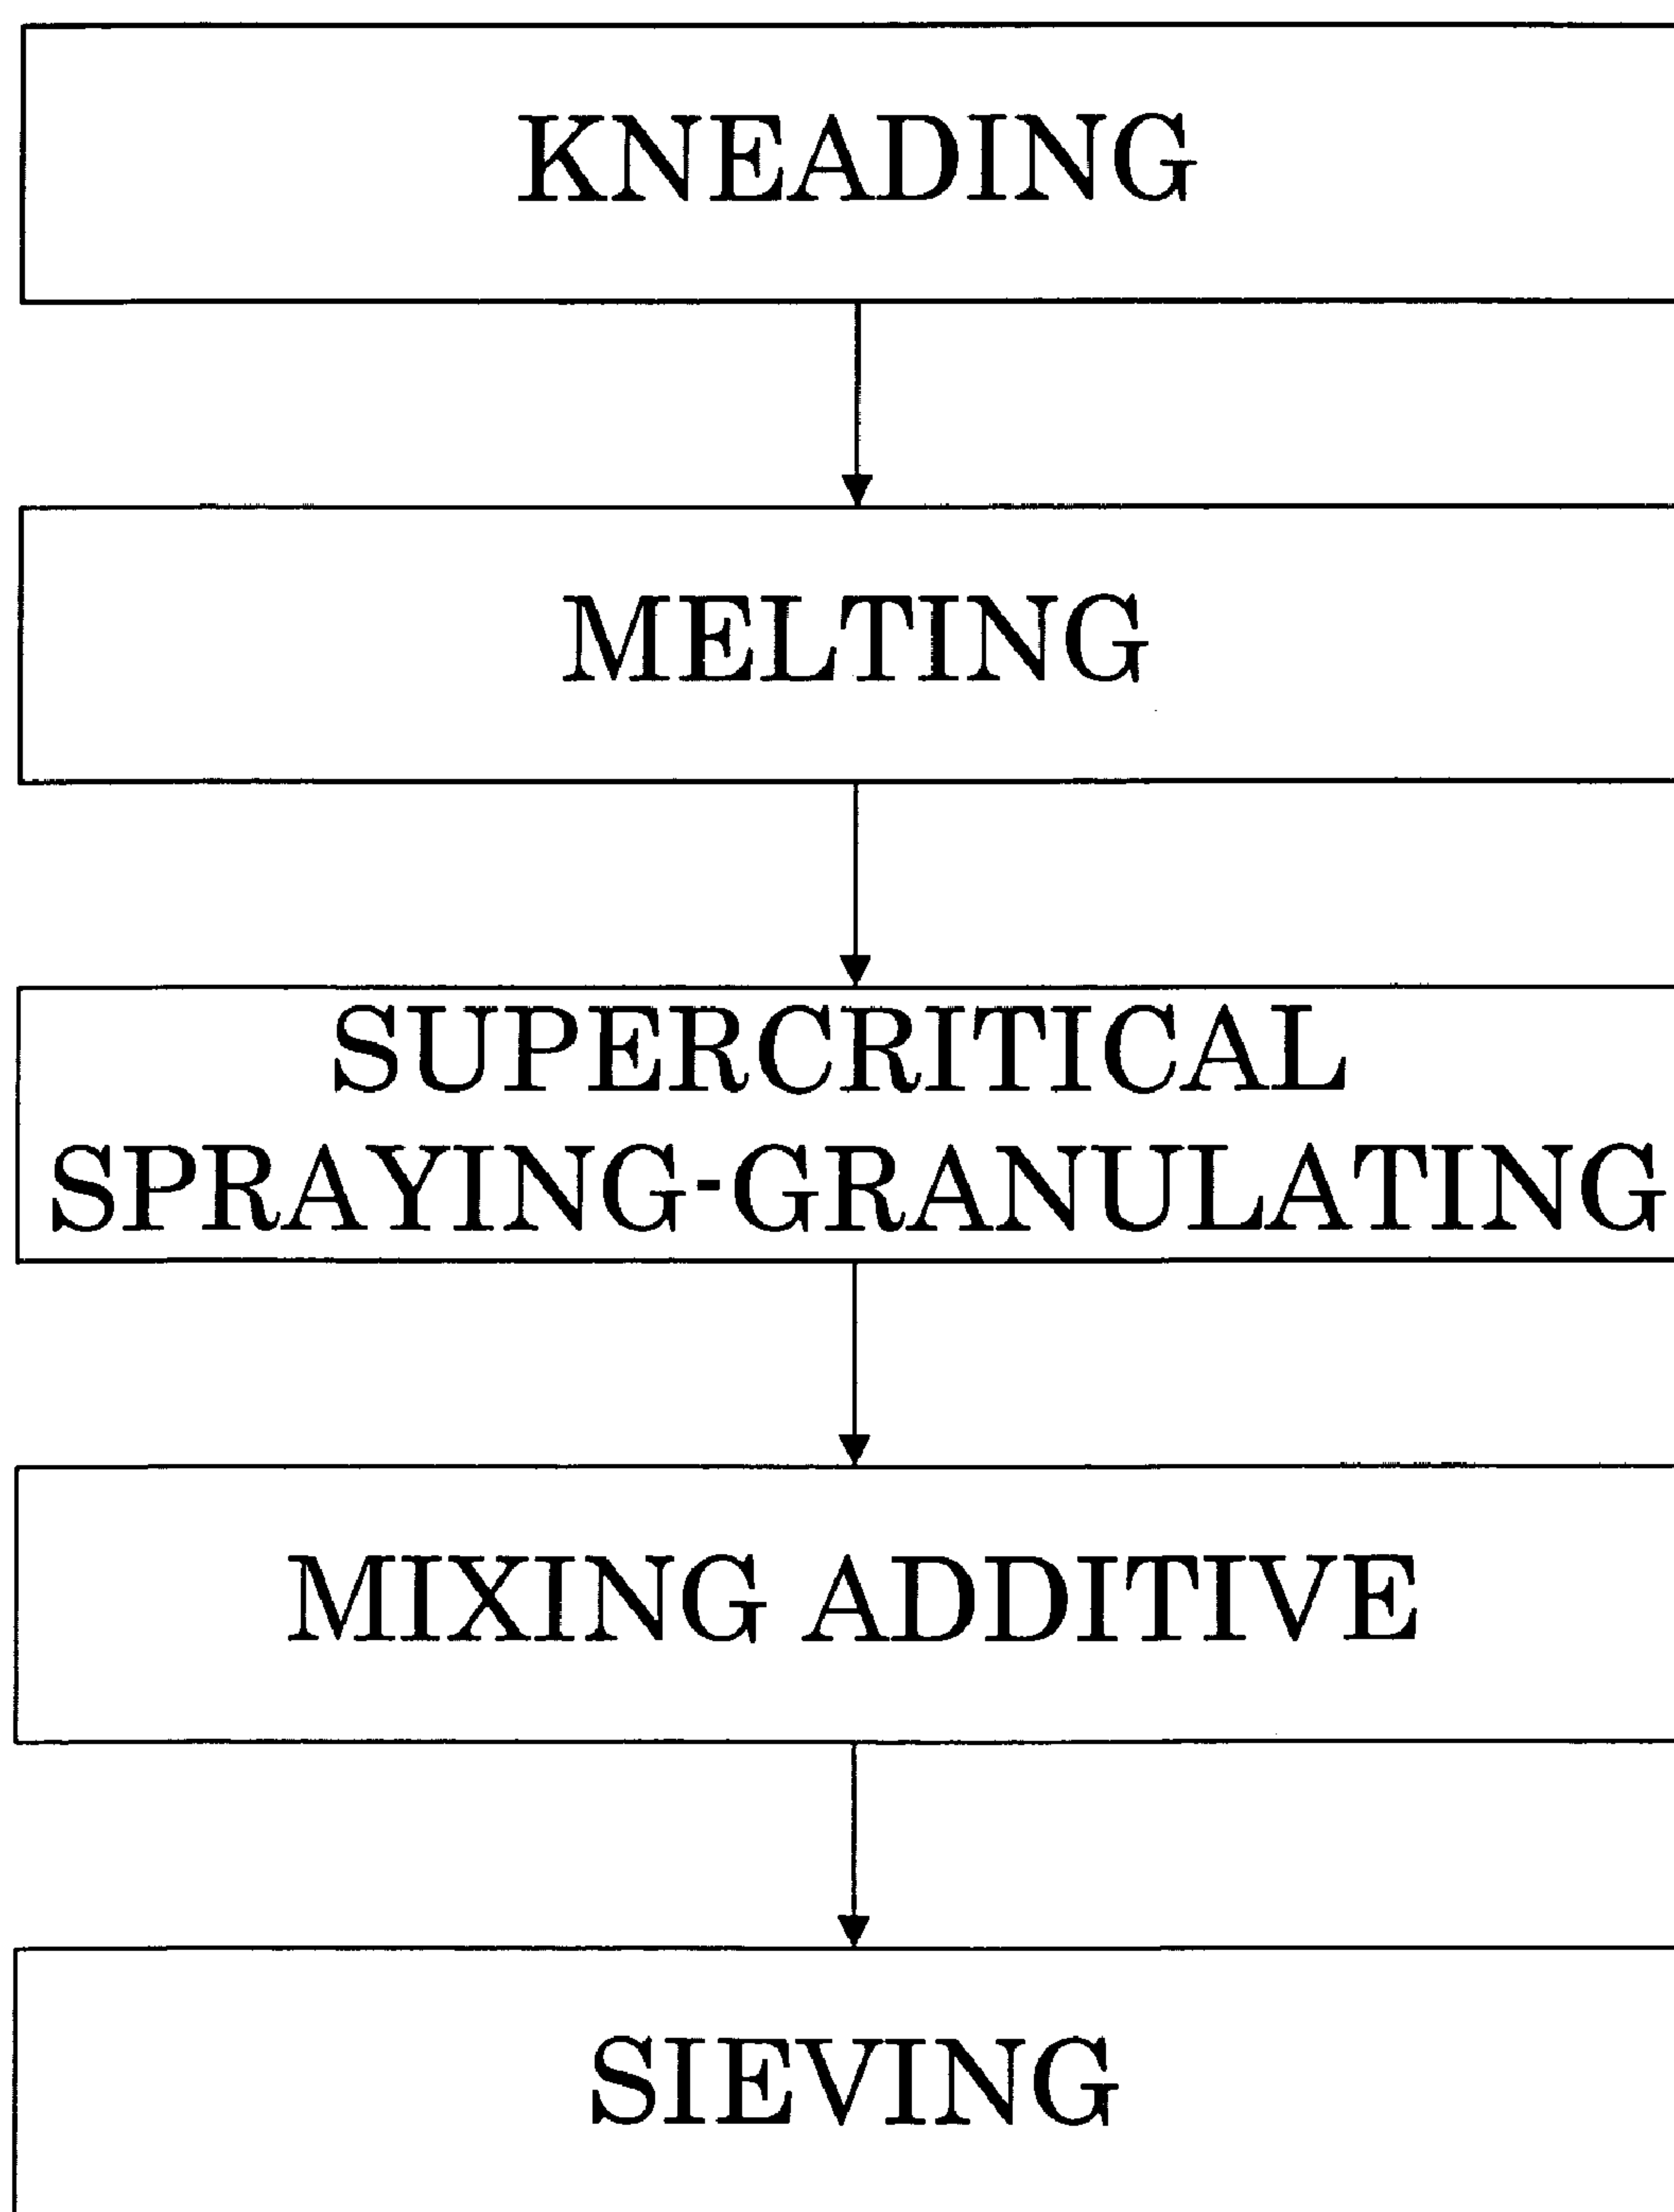 KNEADING
MELTING
SUPERCRITICAL
SPRAYING-GRANULATING
MIXING ADDITIVE
SIEVING